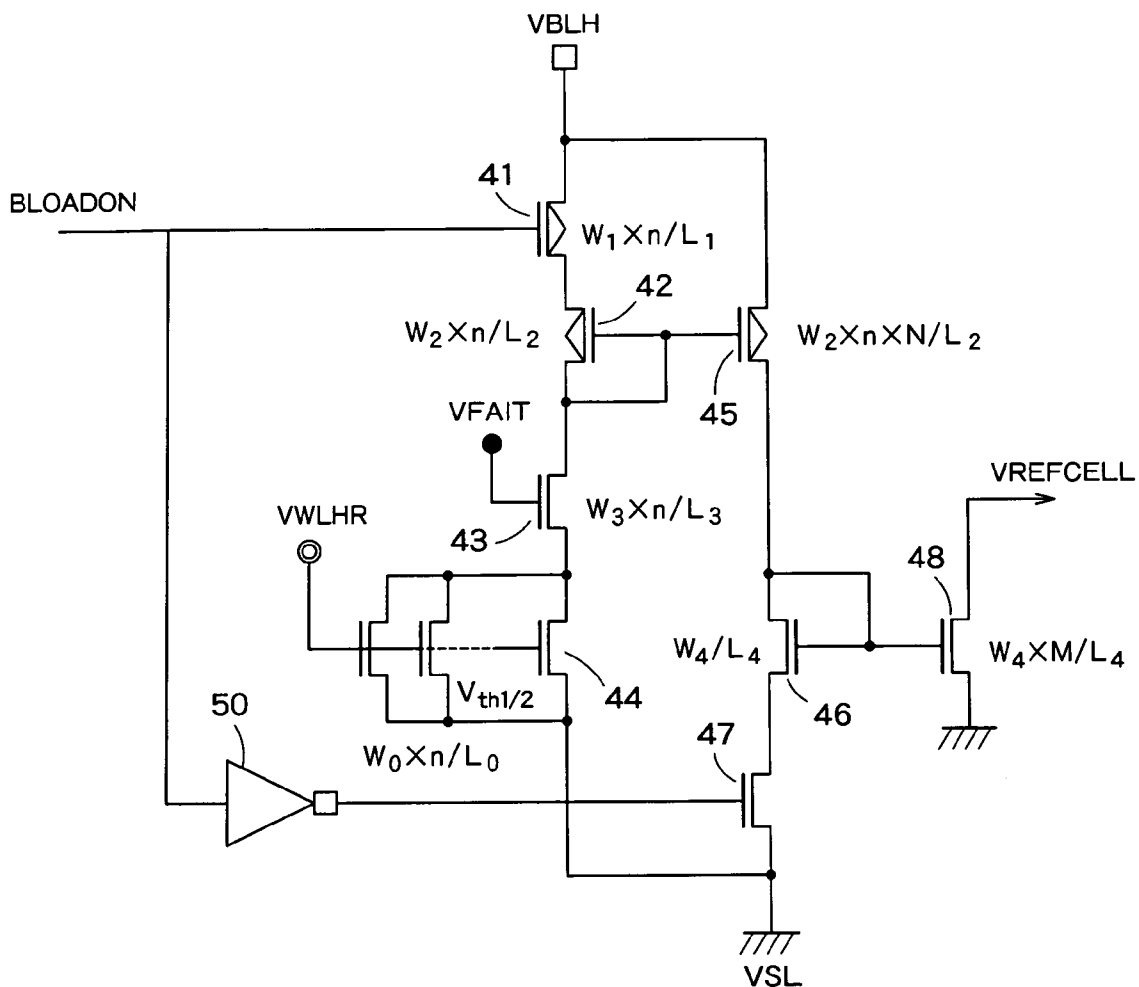 VBLH
41
BLOADON
W₁×n/L₁
42
W₂×n/L₂
W₂×n×N/L₂
45
VFAIT
VREFCELL
W₃×n/L₃
VWLHR
43
48
W₄/L₄
W₄×M/L₄
44
Vth1/2
46
50
47
W₀×n/L₀
VSL